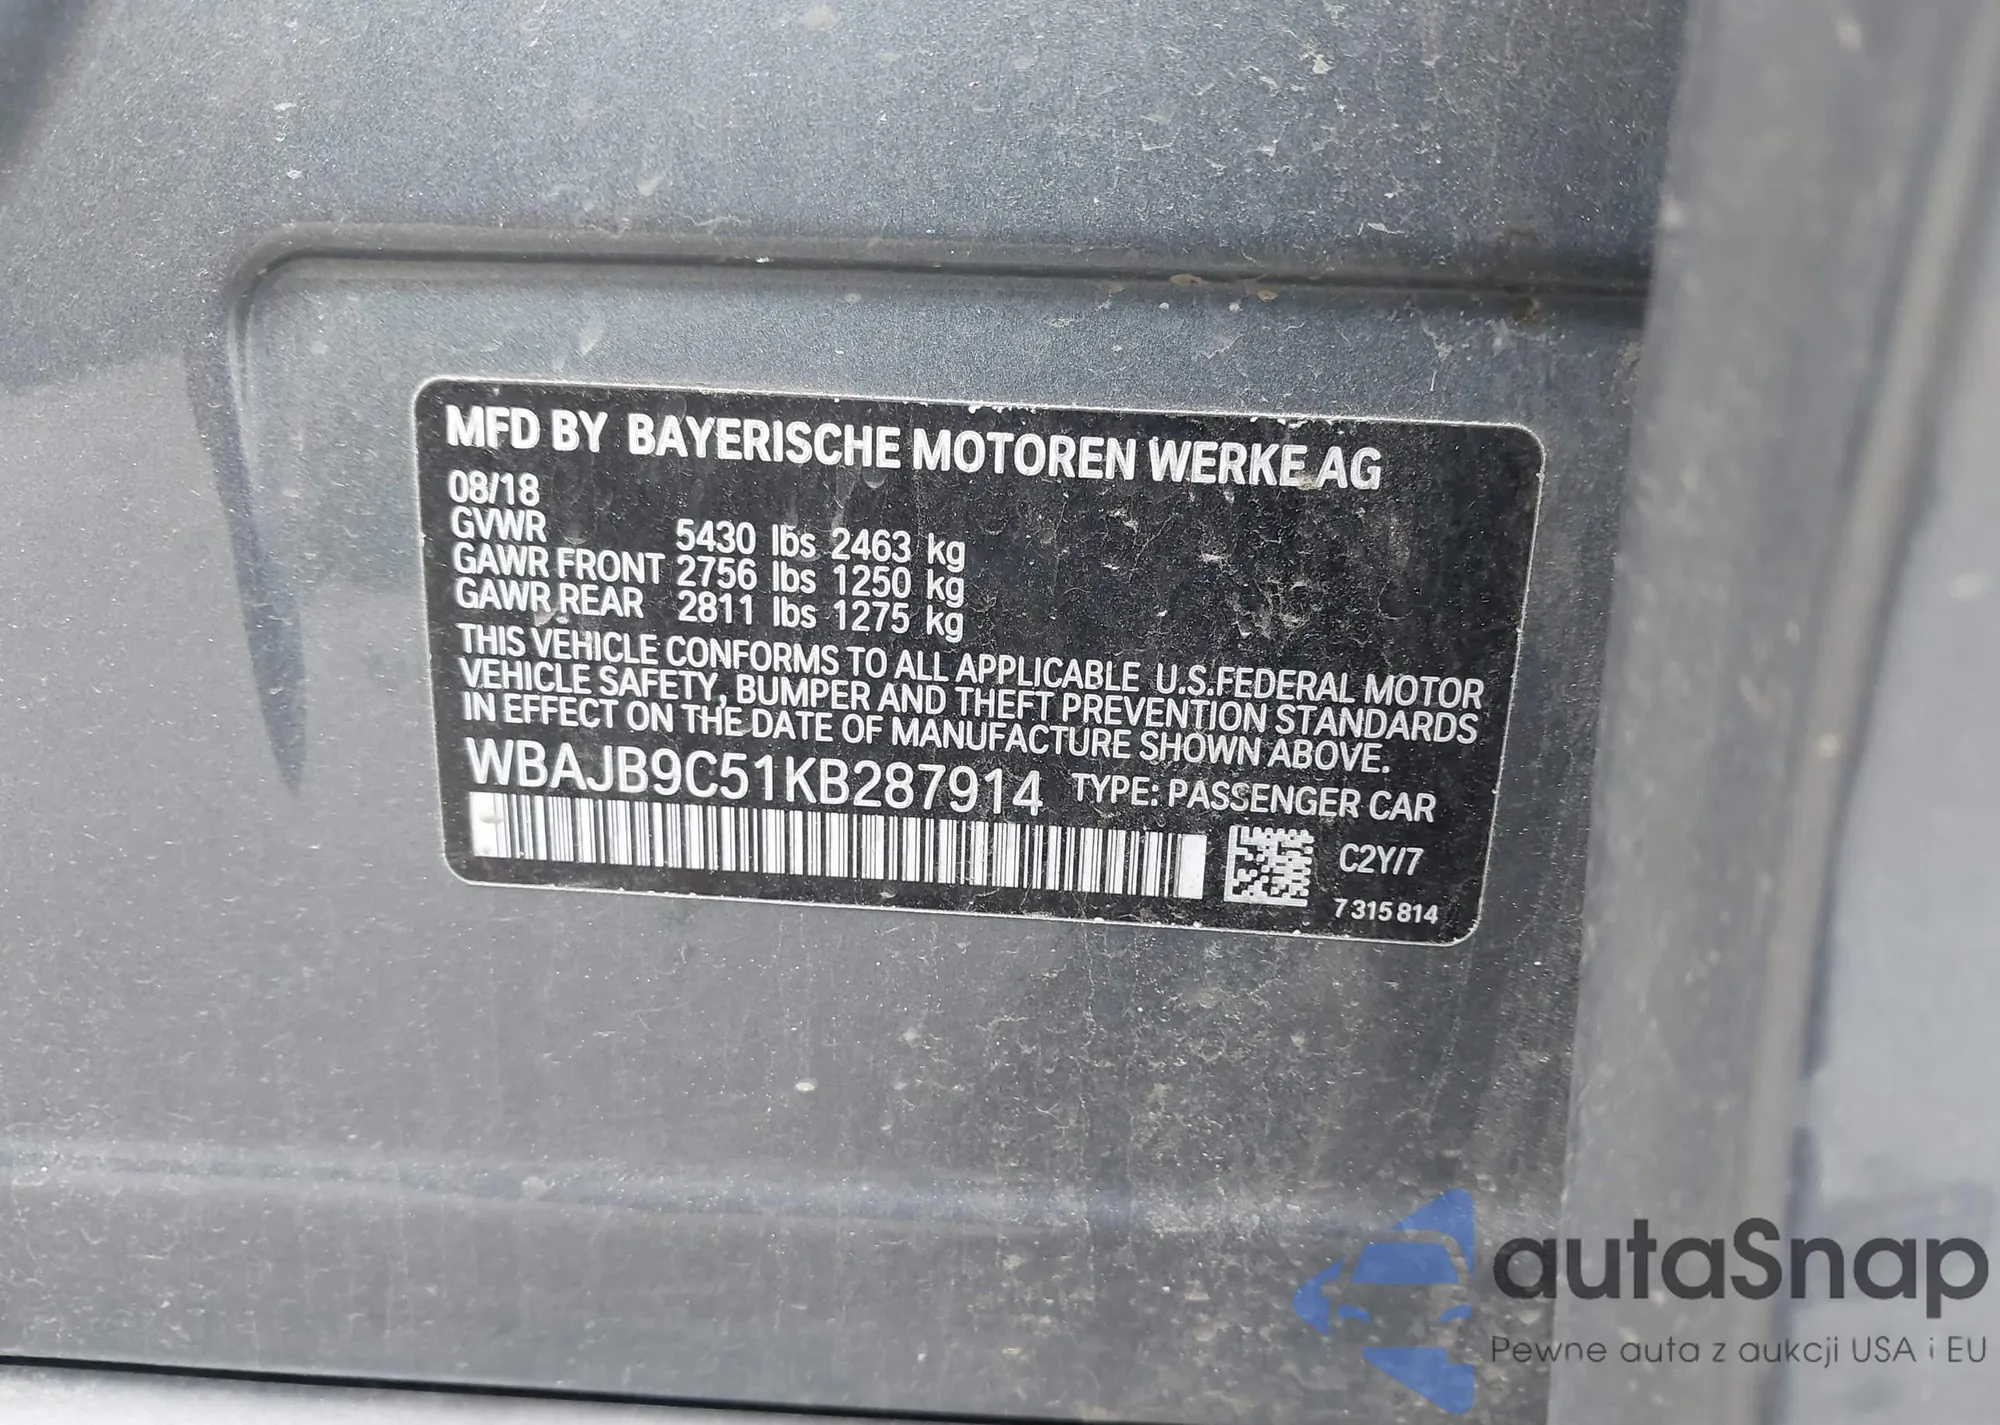 MFD BY BAYERISCHE MOTOREN WERKE AG
08/18
GVWR 5430 lbs 2463 kg
GAWR FRONT 2756 lbs 1250 kg
GAWR REAR 2811 lbs 1275 kg
THIS VEHICLE CONFORMS TO ALL APPLICABLE U.S.FEDERAL MOTOR
VEHICLE SAFETY, BUMPER AND THEFT PREVENTION STANDARDS
IN EFFECT ON THE DATE OF MANUFACTURE SHOWN ABOVE.
WBAJB9C51KB287914 TYPE: PASSENGER CAR
C2Y/7
7 315 814
autaSnap
Pewne auta z aukcji USA i EU